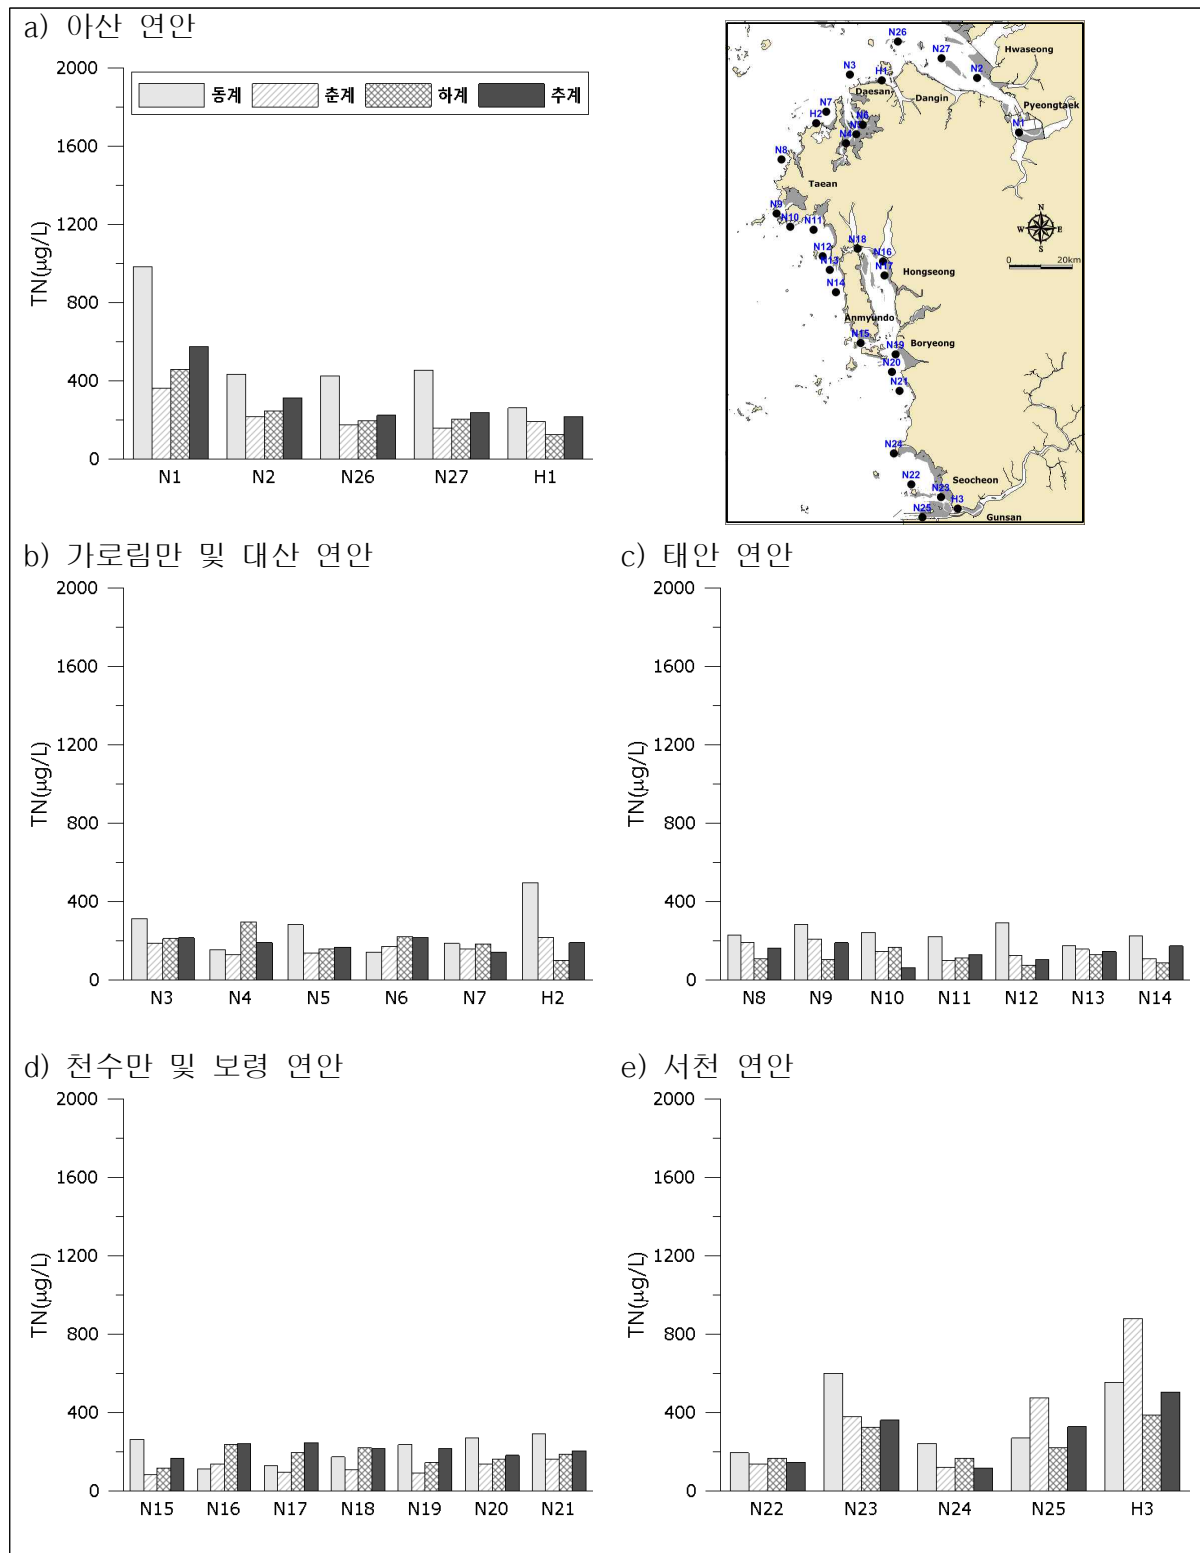 a) 아산 연안
2000
1600
1200
800
400
0
TN(μg/L)
동계 춘계 하계 추계
N1 N2 N26 N27 H1
N26
N27
Hwaseong
N3
H1
N2
Daesan
Dangin
N7
Pyeongtaek
H2
N6
N1
N4
N8
Taean
N9
N10
N11
N
W E
S
N18
N12
N16
N13
N17
Hongseong
0 20km
N14
Anmyundo
N15
Boryeong
N19
N20
N21
N24
Seocheon
N22
N23
H3
N25
Gunsan
b) 가로림만 및 대산 연안
2000
1600
1200
800
400
0
TN(μg/L)
N3 N4 N5 N6 N7 H2
c) 태안 연안
2000
1600
1200
800
400
0
TN(μg/L)
N8 N9 N10 N11 N12 N13 N14
d) 천수만 및 보령 연안
2000
1600
1200
800
400
0
TN(μg/L)
N15 N16 N17 N18 N19 N20 N21
e) 서천 연안
2000
1600
1200
800
400
0
TN(μg/L)
N22 N23 N24 N25 H3